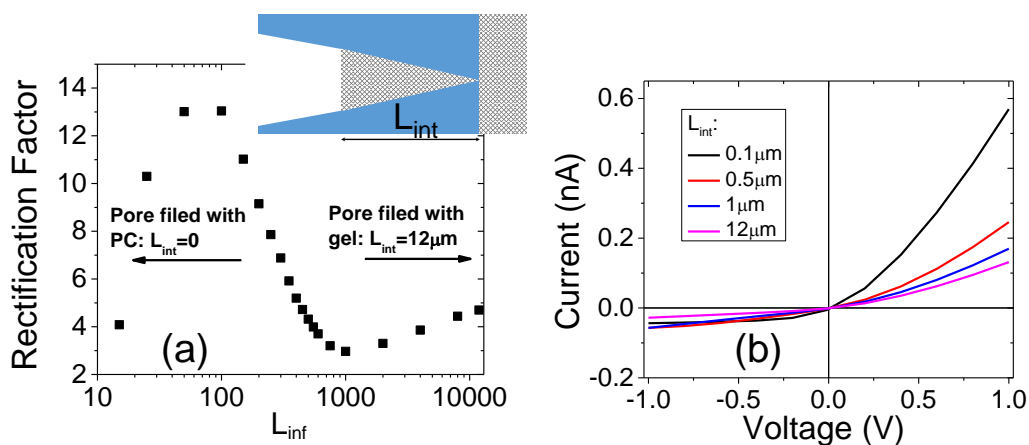 Rectification Factor
14
12
10
8
6
4
2
10
100
1000
10000
L_inf
L_int
Pore filed with
PC: L_int=0
Pore filed with
gel: L_int=12μm
(a)
Current (nA)
0.6
0.4
0.2
0.0
-0.2
-1.0
-0.5
0.0
0.5
1.0
Voltage (V)
L_int:
0.1μm
0.5μm
1μm
12μm
(b)